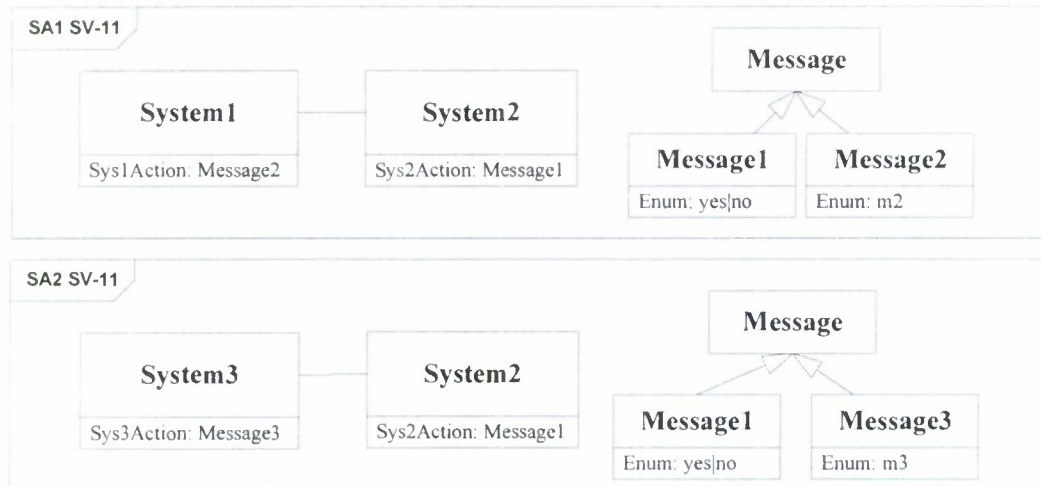 SA1 SV-11
Message
System1
System2
Sys1Action: Message2
Sys2Action: Message1
Message1
Message2
Enum: yes|no
Enum: m2
SA2 SV-11
Message
System3
System2
Sys3Action: Message3
Sys2Action: Message1
Message1
Message3
Enum: yes|no
Enum: m3